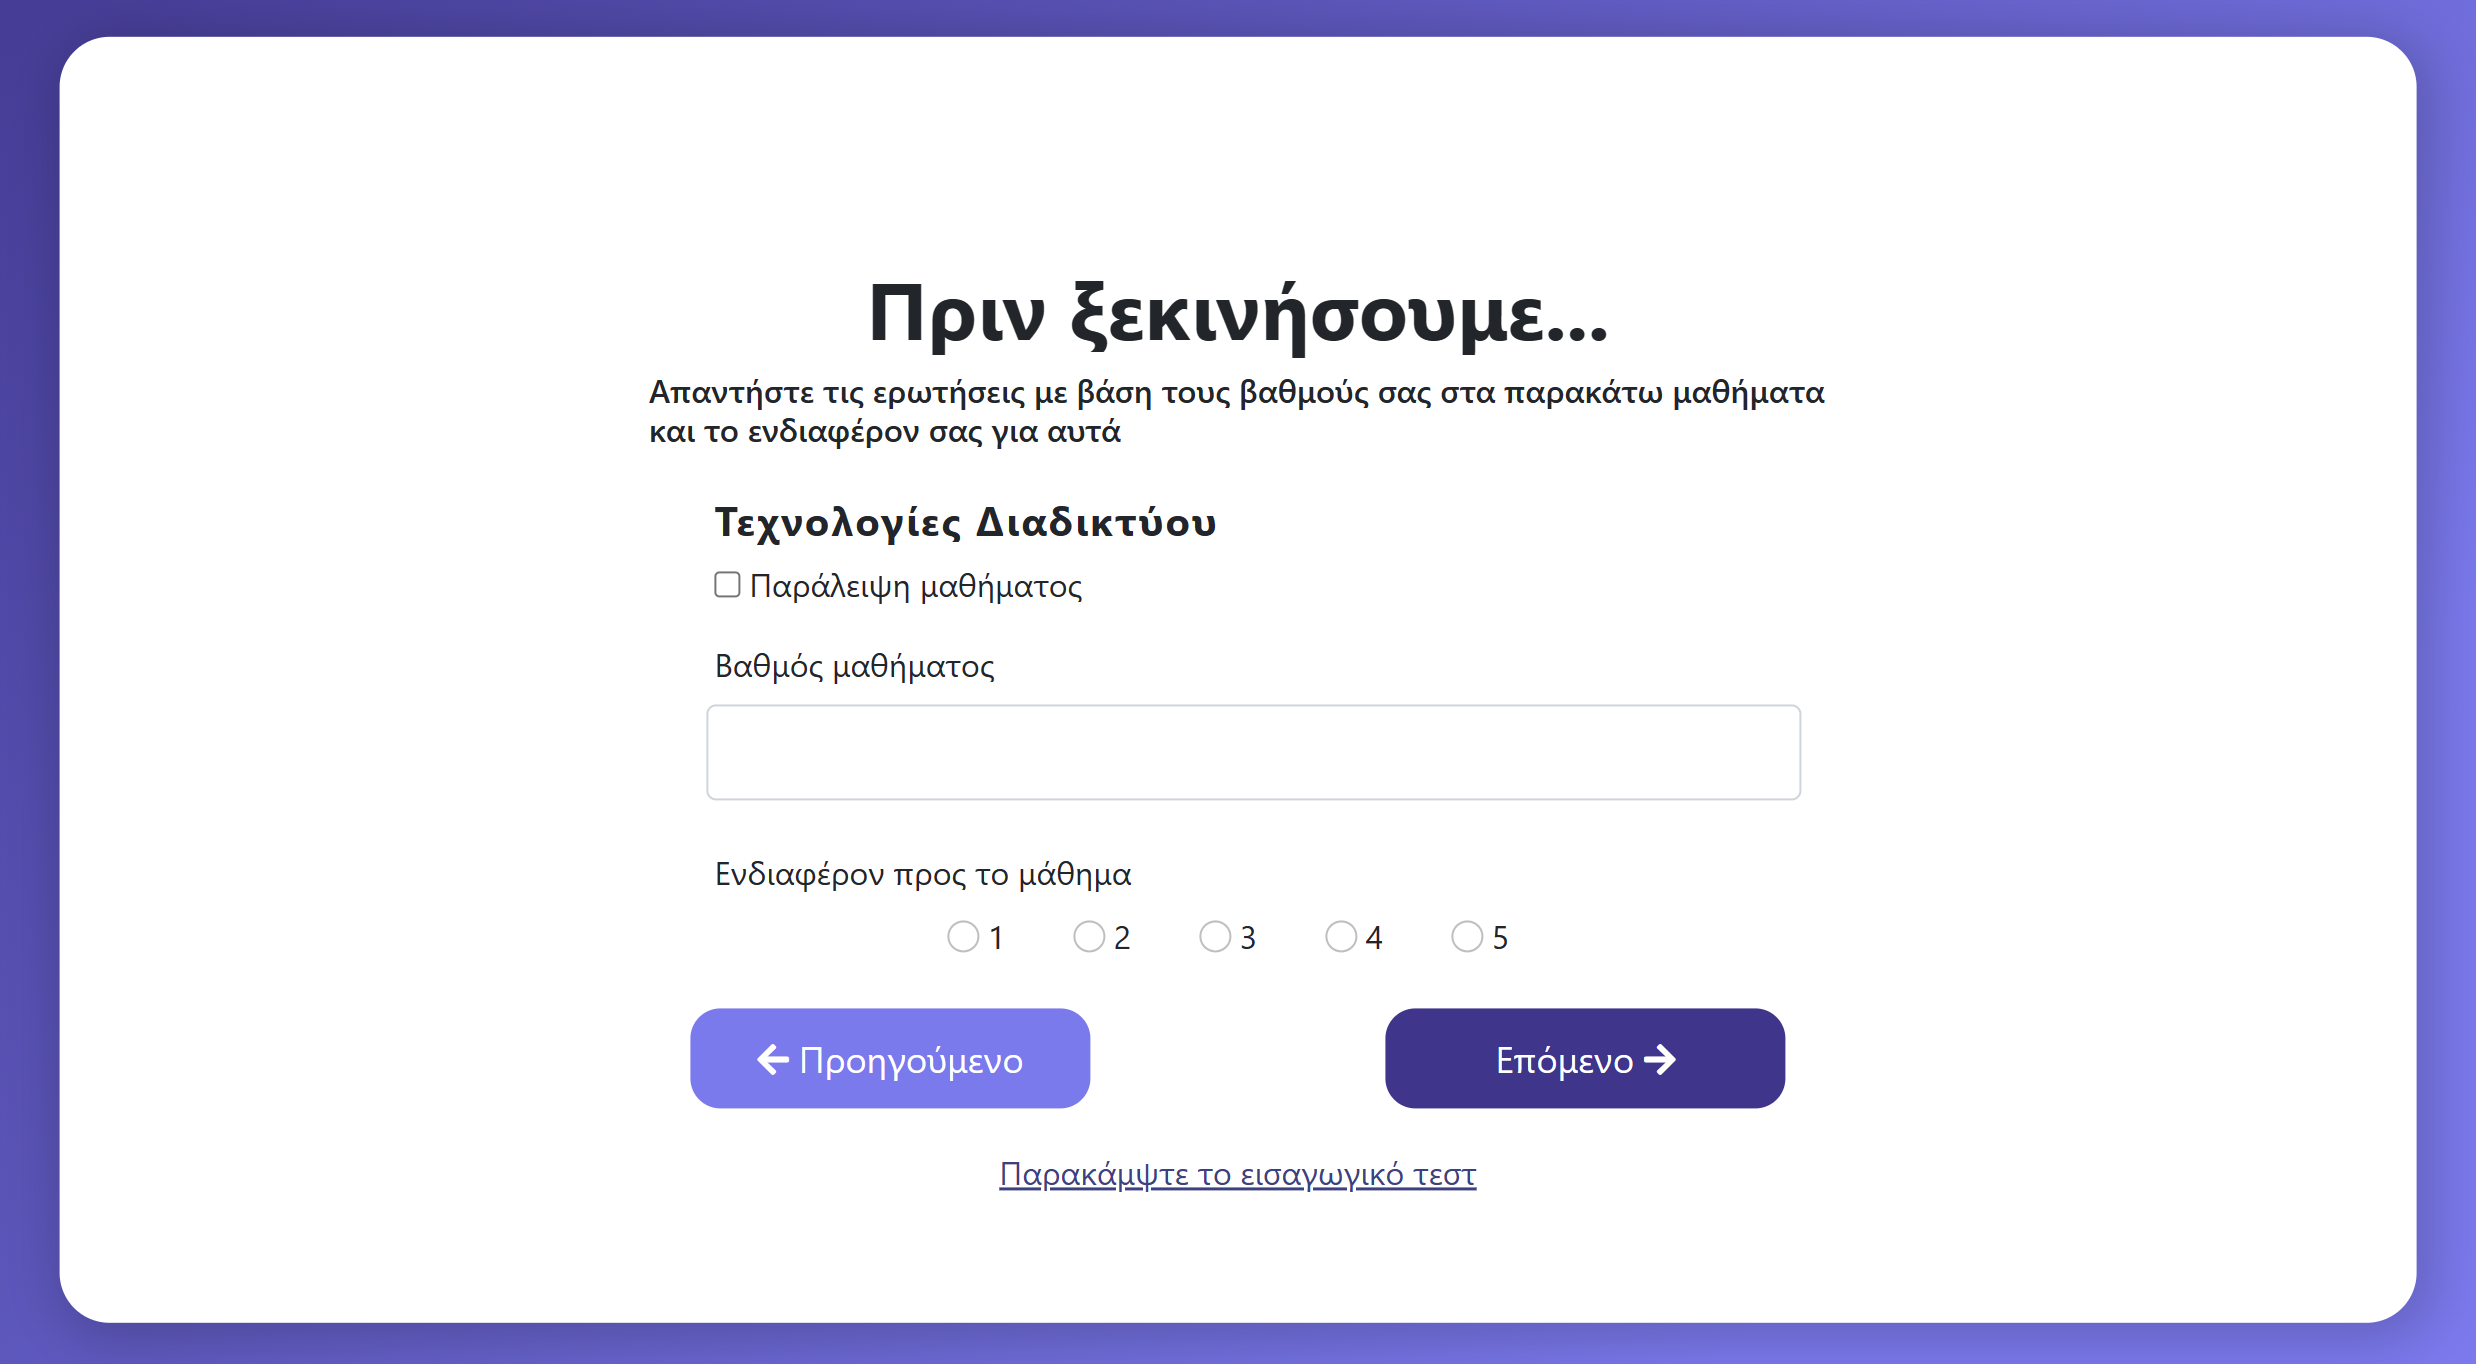 Πριν ξεκινήσουμε...
Απαντήστε τις ερωτήσεις με βάση τους βαθμούς σας στα παρακάτω μαθήματα
και το ενδιαφέρον σας για αυτά
Τεχνολογίες Διαδικτύου
Παράλειψη μαθήματος
Βαθμός μαθήματος
Ενδιαφέρον προς το μάθημα
1 2 3 4 5
Προηγούμενο Επόμενο
Παρακάμψτε το εισαγωγικό τεστ